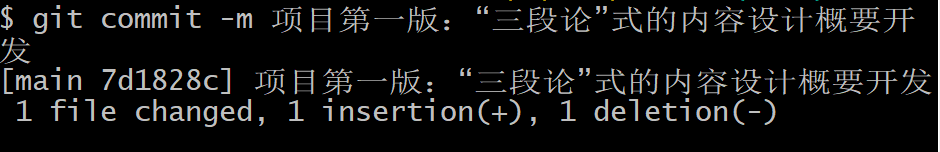 $ git commit -m 项目第一版：“三段论”式的内容设计概要开
发
[main 7d1828c] 项目第一版：“三段论”式的内容设计概要开发
 1 file changed, 1 insertion(+), 1 deletion(-)